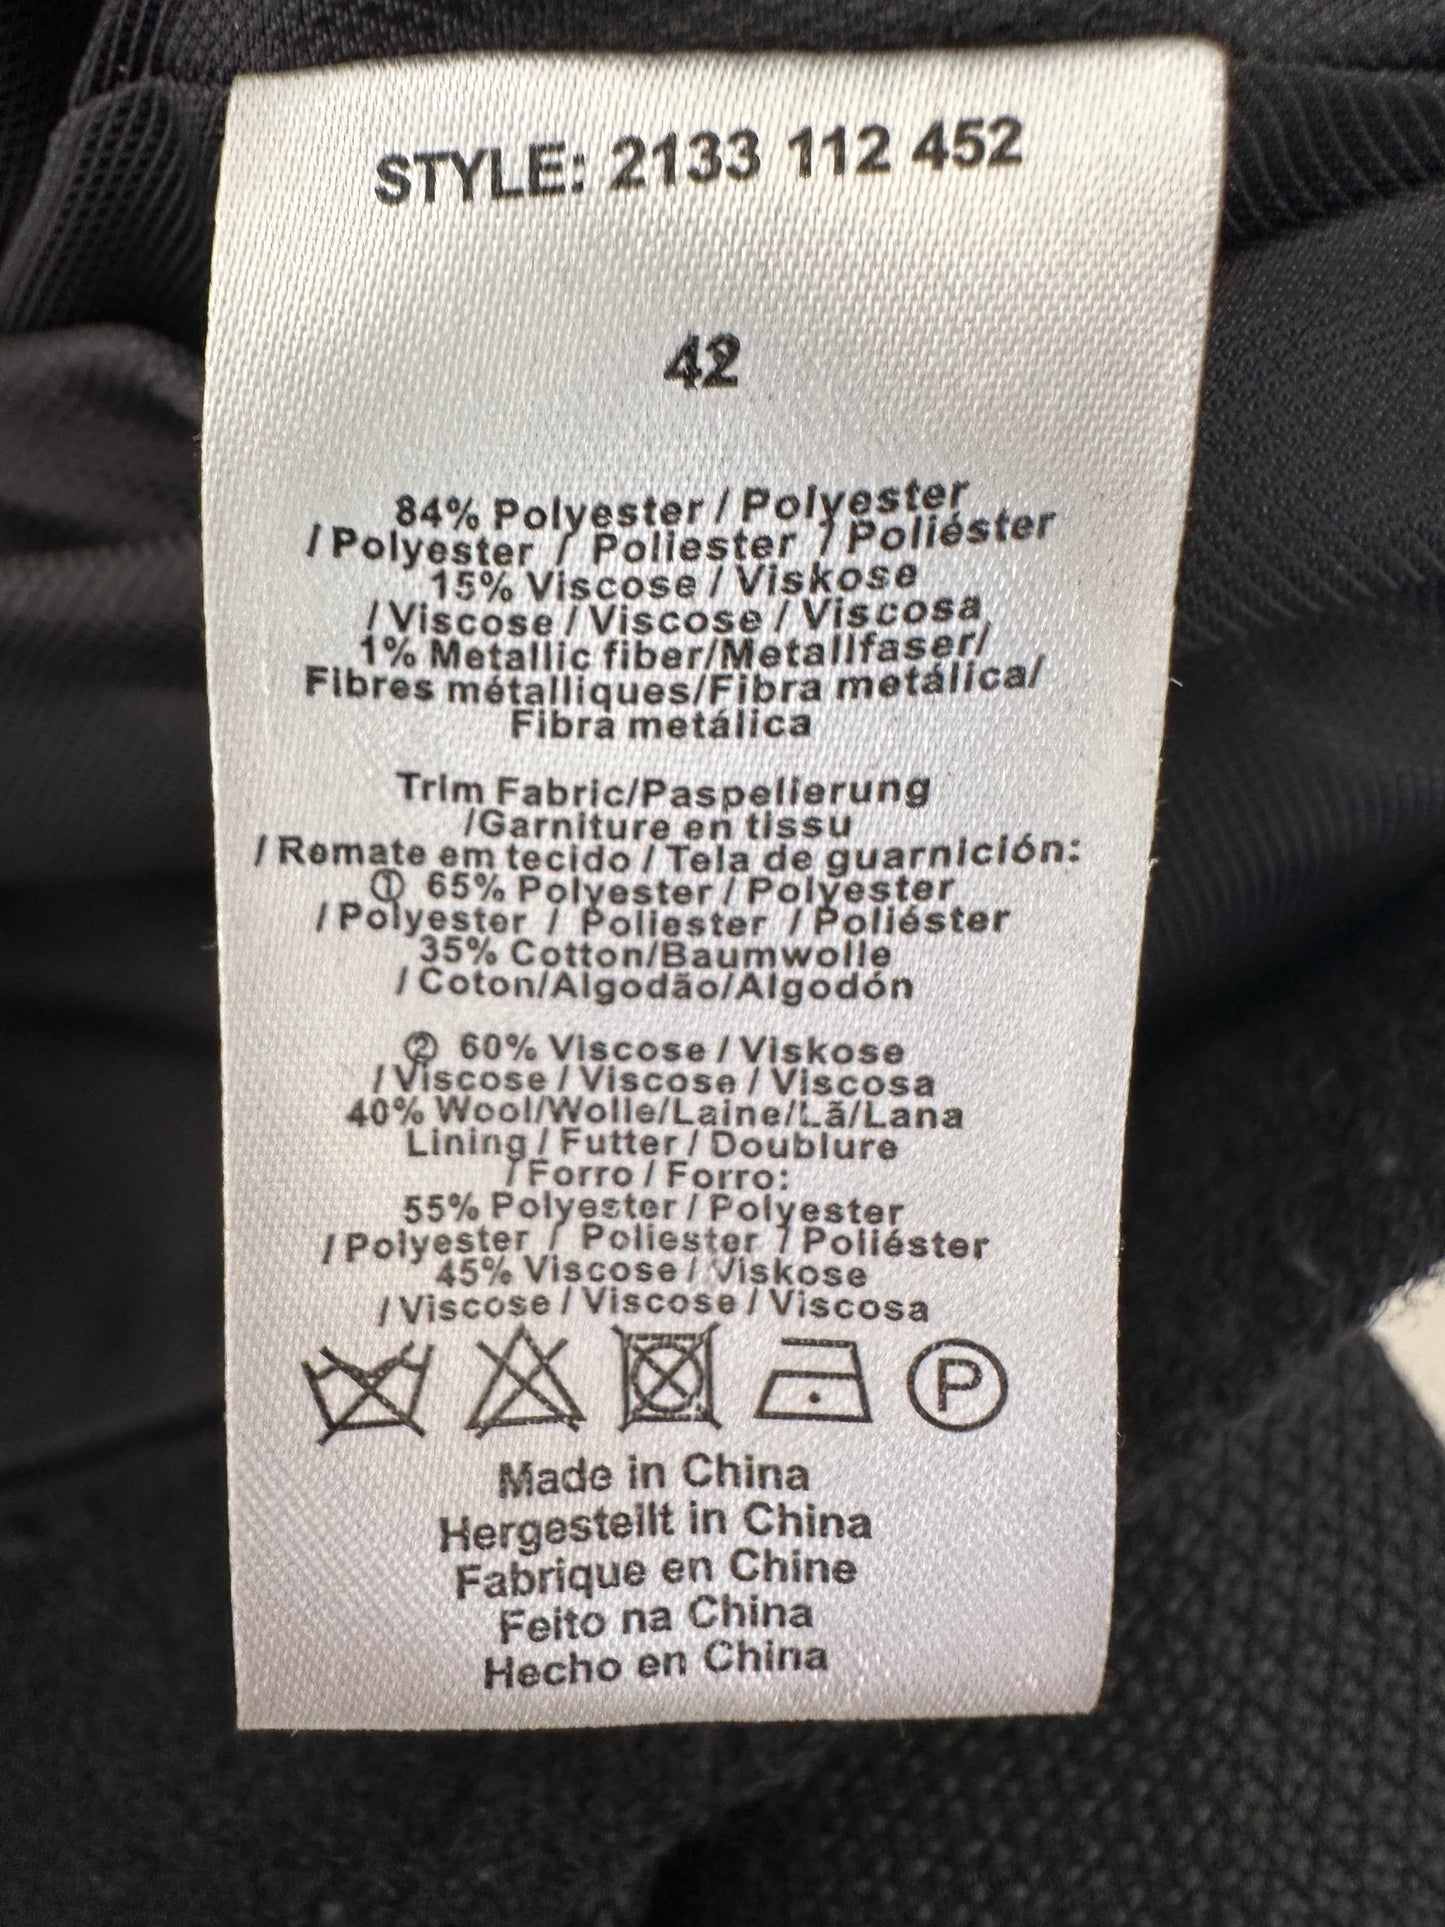 STYLE: 2133 112 452
42
84% Polyester / Polyester
/ Polyester / Poliester / Poliéster
15% Viscose / Viskose
/ Viscose / Viscose / Viscosa
1% Metallic fiber/Metallfaser/
Fibres métalliques/Fibra metálica/
Fibra metálica
Trim Fabric/Paspelierung
/Garniture en tissu
/ Remate em tecido / Tela de guarnición:
① 65% Polyester / Polyester
/ Polyester / Poliester / Poliéster
35% Cotton/Baumwolle
/ Coton/Algodão/Algodón
② 60% Viscose / Viskose
/ Viscose / Viscose / Viscosa
40% Wool/Wolle/Laine/Lã/Lana
Lining / Futter / Doublure
/ Forro / Forro:
55% Polyester / Polyester
/ Polyester / Poliester / Poliéster
45% Viscose / Viskose
/ Viscose / Viscose / Viscosa
P
Made in China
Hergestellt in China
Fabrique en Chine
Feito na China
Hecho en China